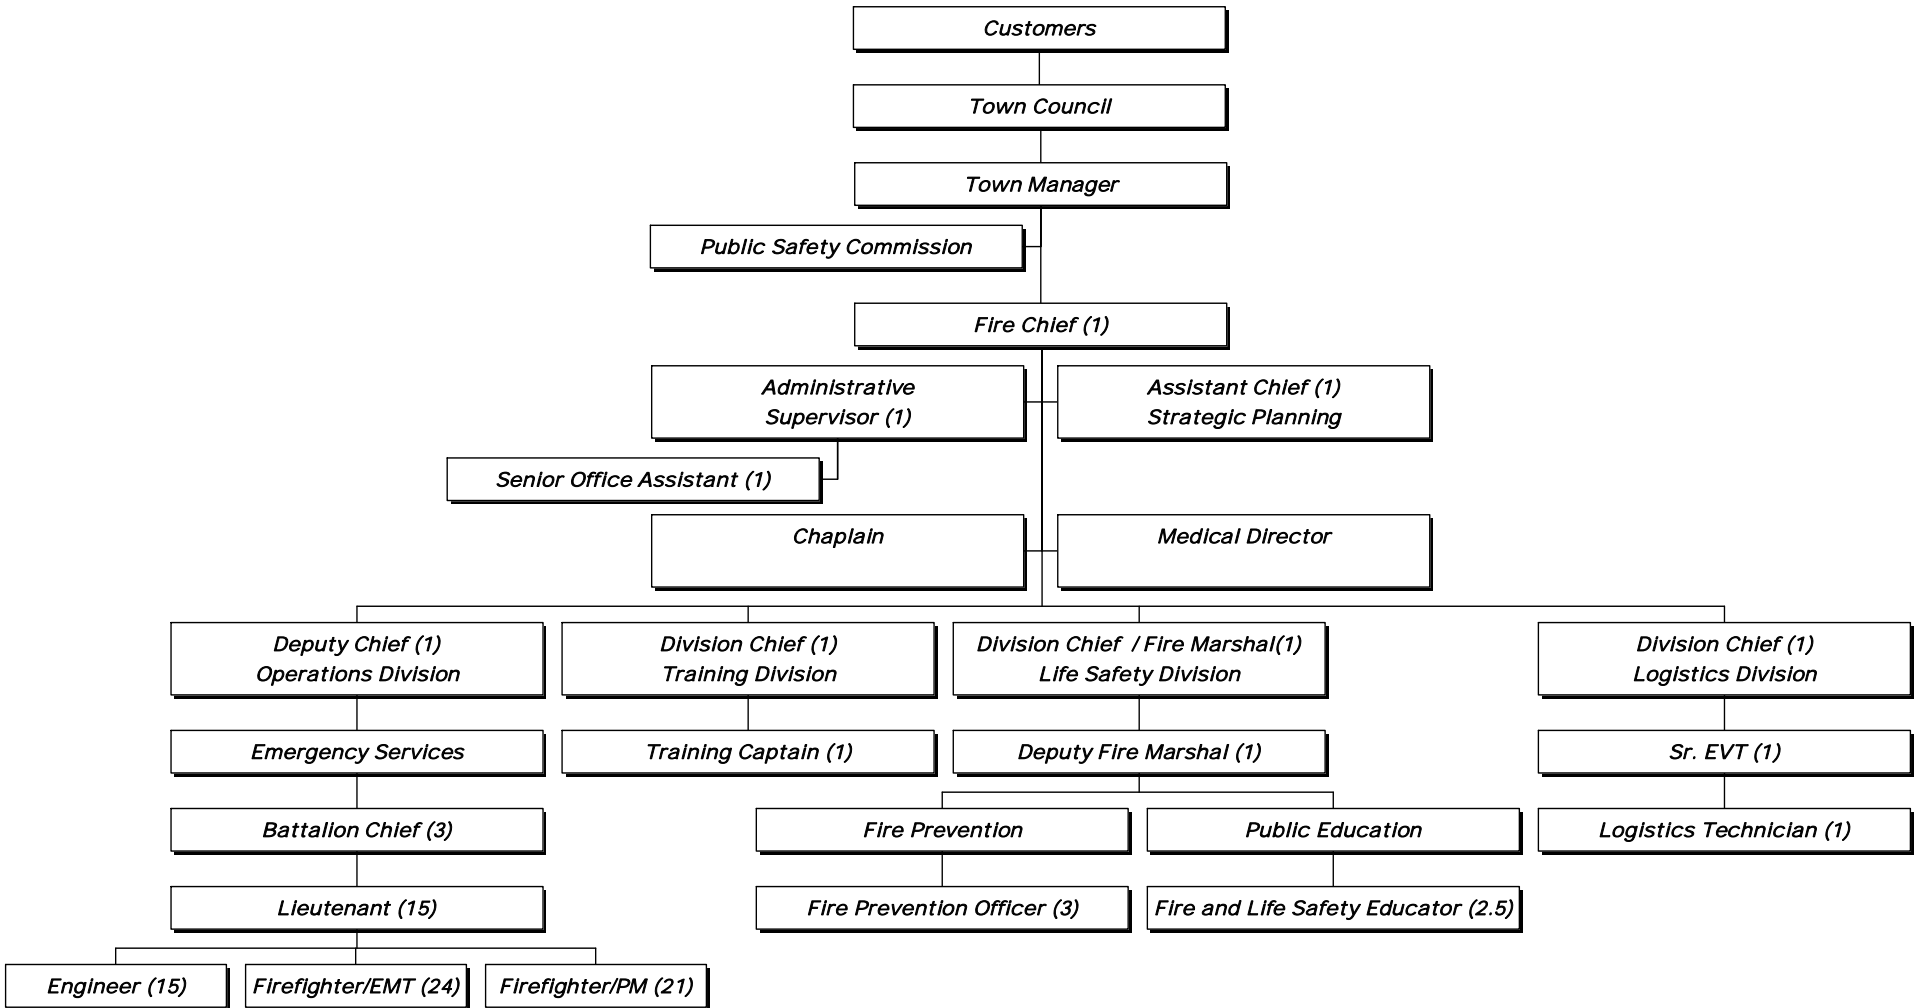 Customers
Town Council
Town Manager
Public Safety Commission
Fire Chief (1)
Administrative
Supervisor (1)
Assistant Chief (1)
Strategic Planning
Senior Office Assistant (1)
Chaplain
Medical Director
Deputy Chief (1)
Operations Division
Division Chief (1)
Training Division
Division Chief / Fire Marshal(1)
Life Safety Division
Division Chief (1)
Logistics Division
Emergency Services
Training Captain (1)
Deputy Fire Marshal (1)
Sr. EVT (1)
Battalion Chief (3)
Fire Prevention
Public Education
Logistics Technician (1)
Lieutenant (15)
Fire Prevention Officer (3)
Fire and Life Safety Educator (2.5)
Engineer (15)
Firefighter/EMT (24)
Firefighter/PM (21)